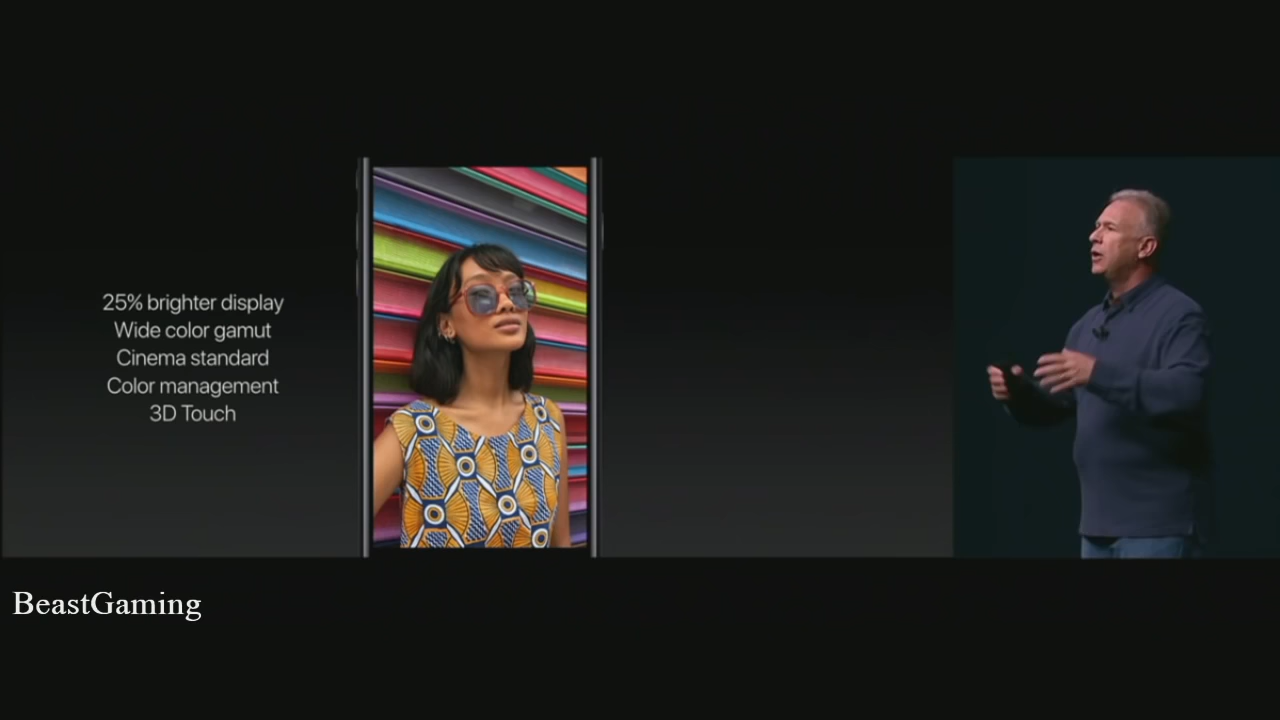 25% brighter display
Wide color gamut
Cinema standard
Color management
3D Touch
BeastGaming